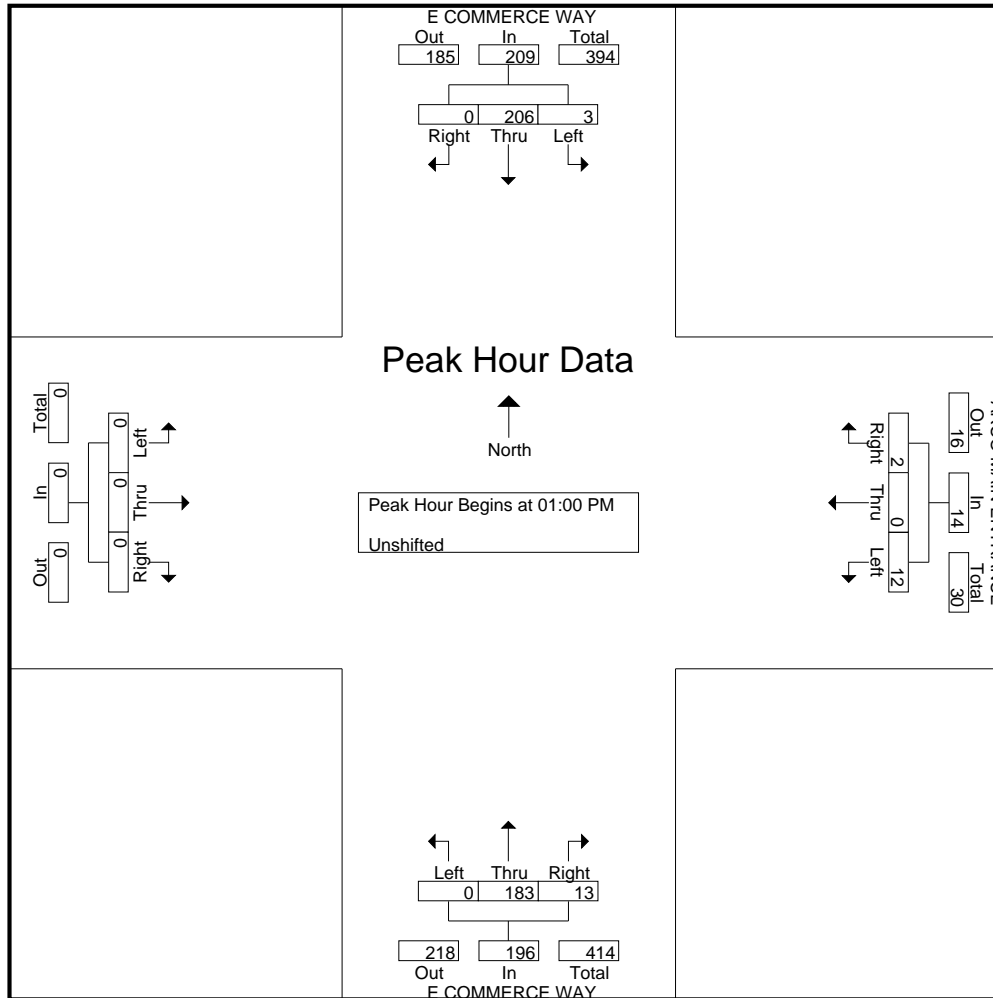 E COMMERCE WAY
Out In Total
185 209 394
0 206 3
Right Thru Left
Peak Hour Data
North
Peak Hour Begins at 01:00 PM
Unshifted
Total In Out
0 0 0
0 0 0
Left Thru Right
Out In Total
16 14 30
2 0 12
Right Thru Left
Left Thru Right
0 183 13
218 196 414
Out In Total
E COMMERCE WAY